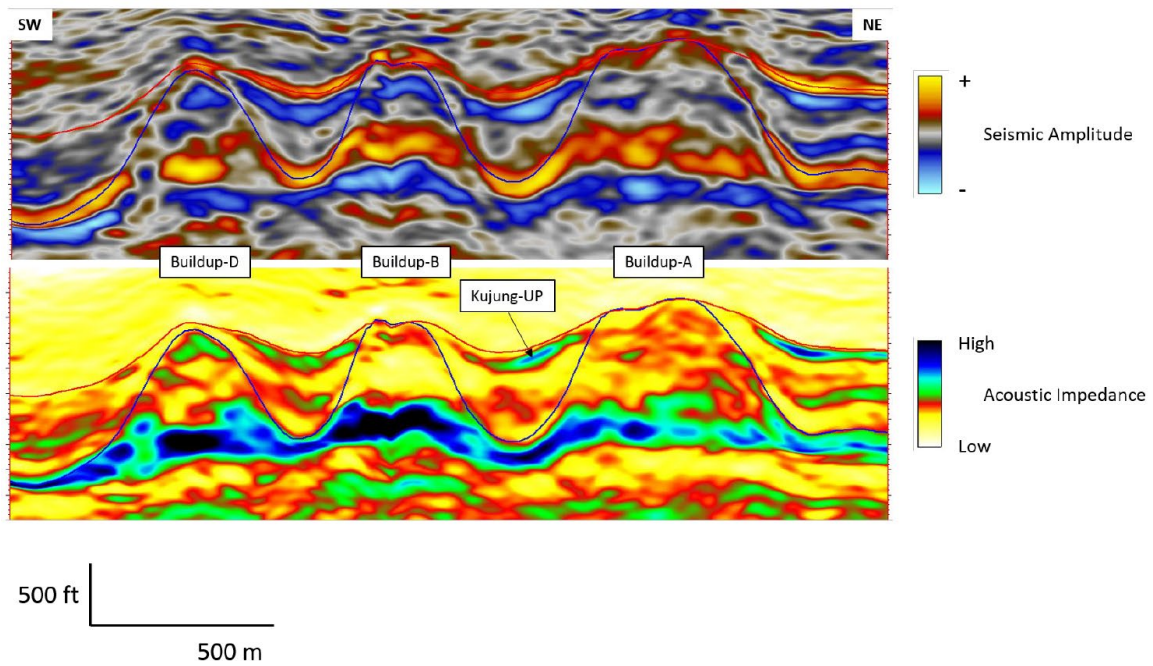 SW
NE
+
Seismic Amplitude
-
Buildup-D
Buildup-B
Buildup-A
Kujung-UP
High
Acoustic Impedance
Low
500 ft
500 m